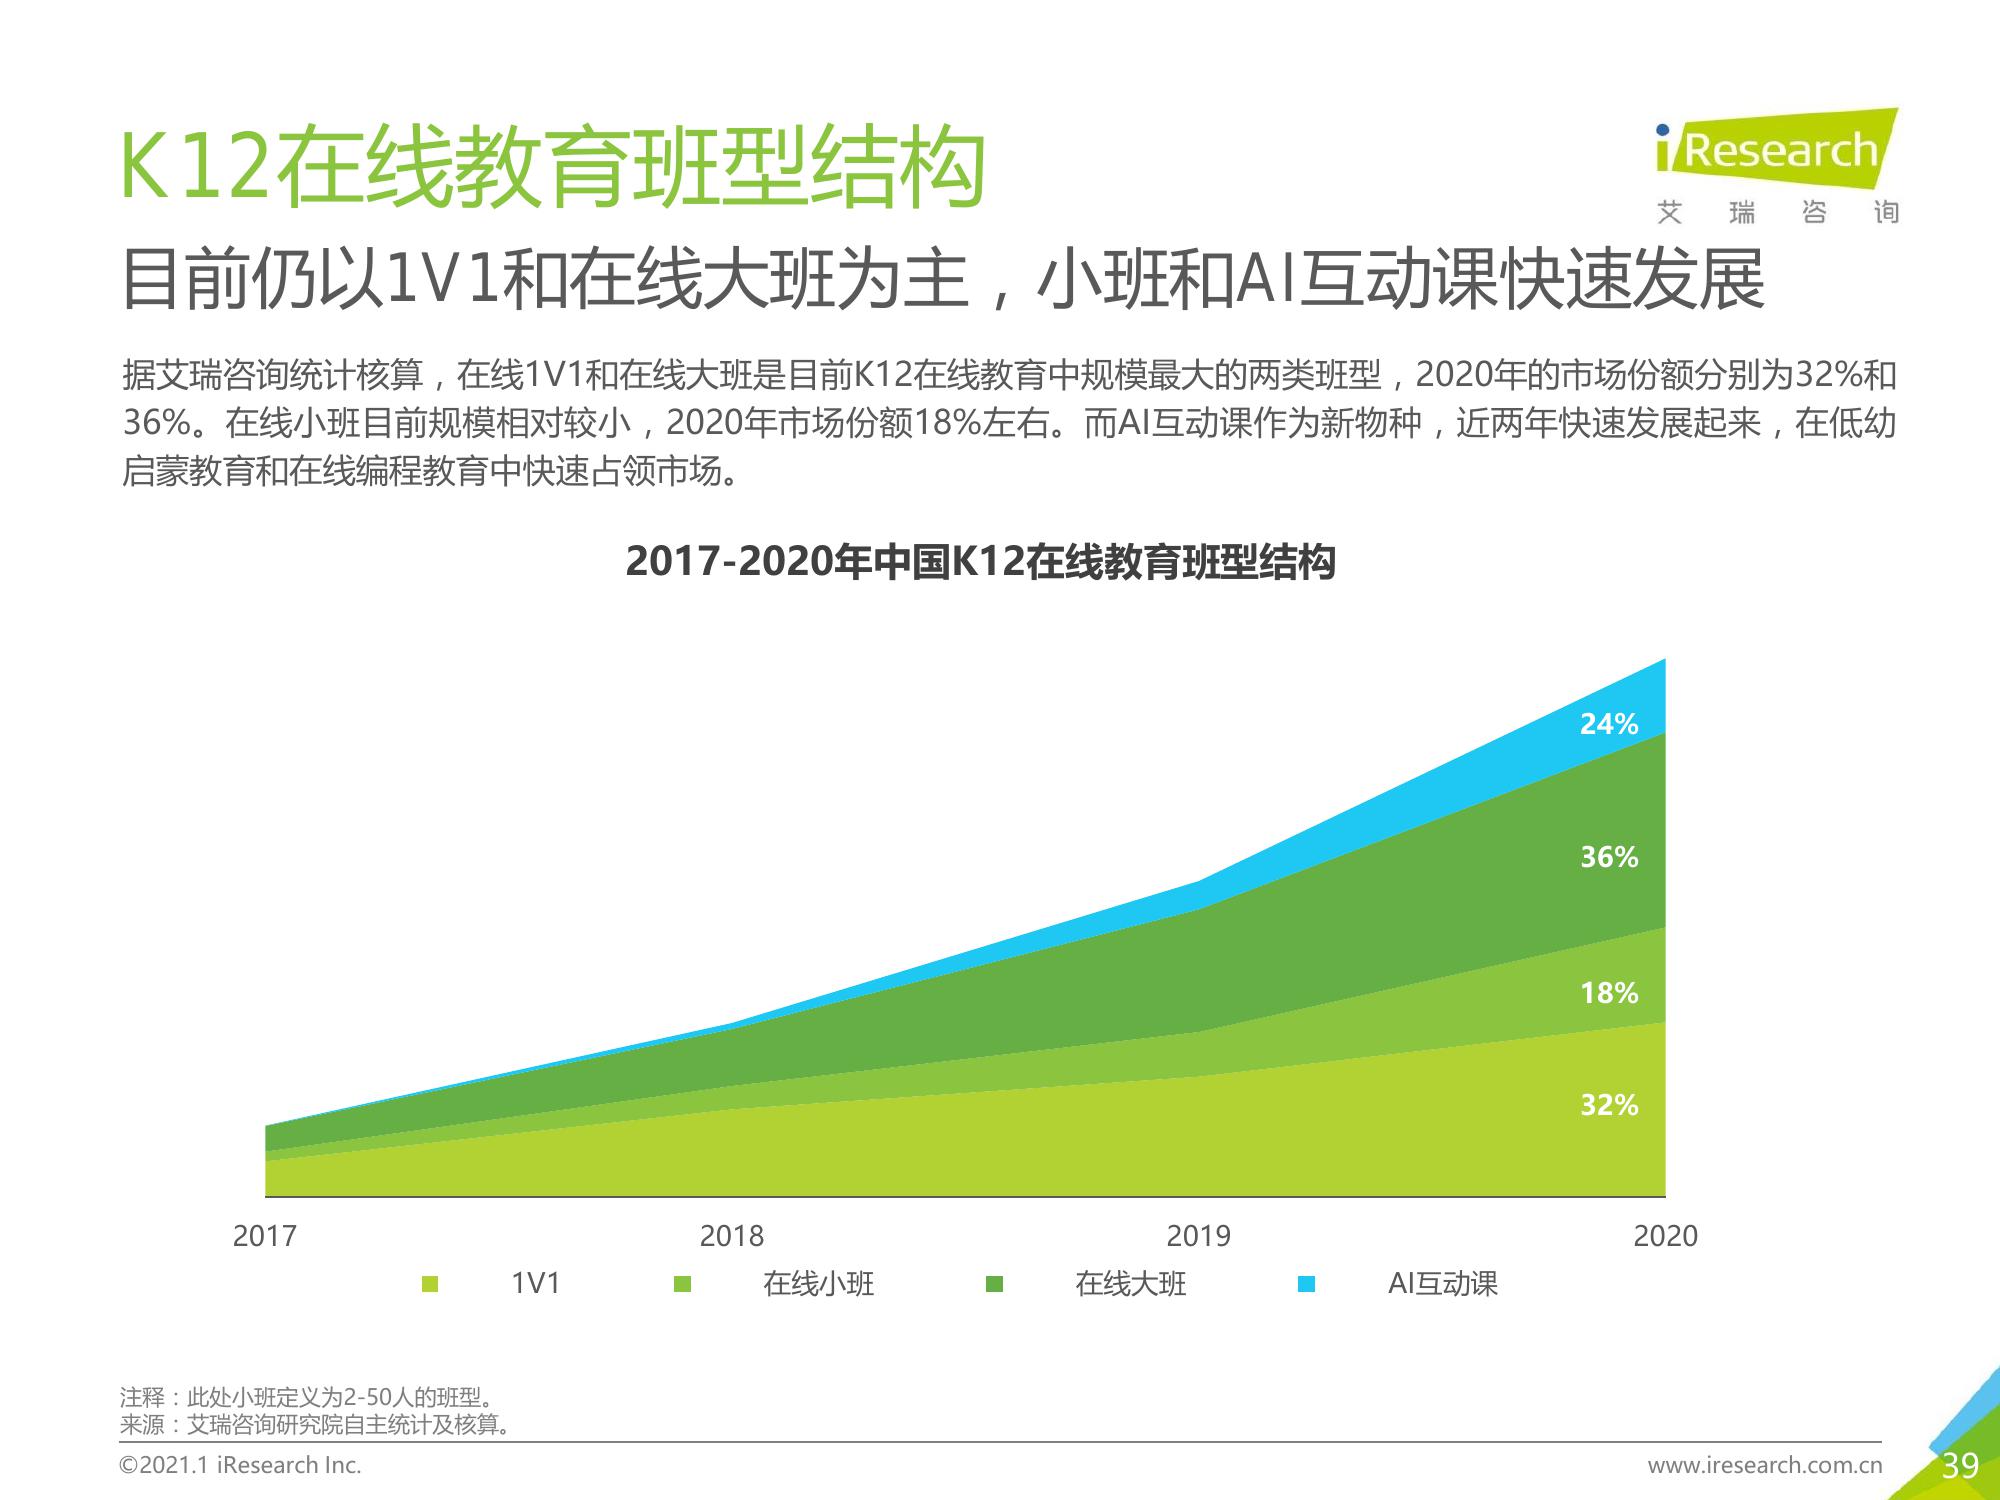 K12在线教育班型结构
iResearch
艾瑞咨询
目前仍以1V1和在线大班为主，小班和AI互动课快速发展
据艾瑞咨询统计核算，在线1V1和在线大班是目前K12在线教育中规模最大的两类班型，2020年的市场份额分别为32%和
36%。在线小班目前规模相对较小，2020年市场份额18%左右。而AI互动课作为新物种，近两年快速发展起来，在低幼
启蒙教育和在线编程教育中快速占领市场。
2017-2020年中国K12在线教育班型结构
24%
36%
18%
32%
2017 2018 2019 2020
1V1 在线小班 在线大班 AI互动课
注释：此处小班定义为2-50人的班型。
来源：艾瑞咨询研究院自主统计及核算。
©2021.1 iResearch Inc. www.iresearch.com.cn 39